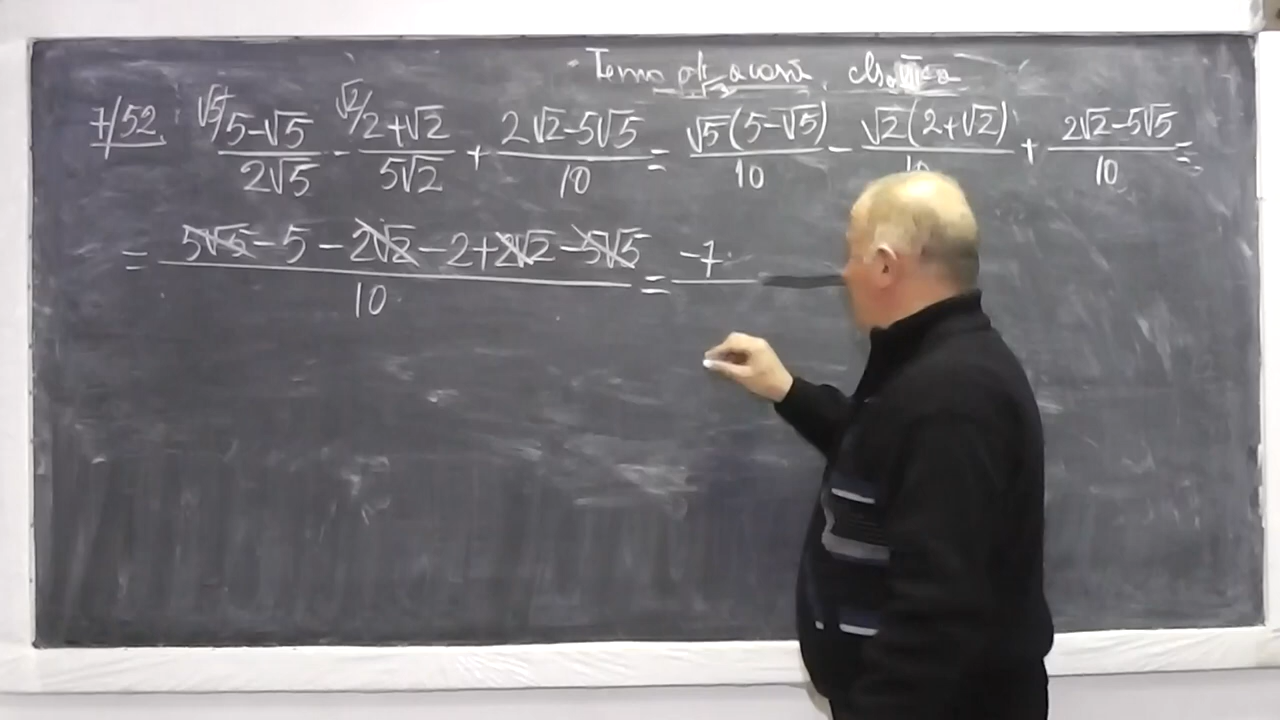 Tema pt. acasă
7/52 √5/ 5-√5 / 2√5 - √2/ 2+√2 / 5√2 + 2√2-5√5 / 10 = √5(5-√5) / 10 - √2(2+√2) / 10 + 2√2-5√5 / 10 =
= 5√5-5-2√2-2+2√2-5√5 / 10 = -7